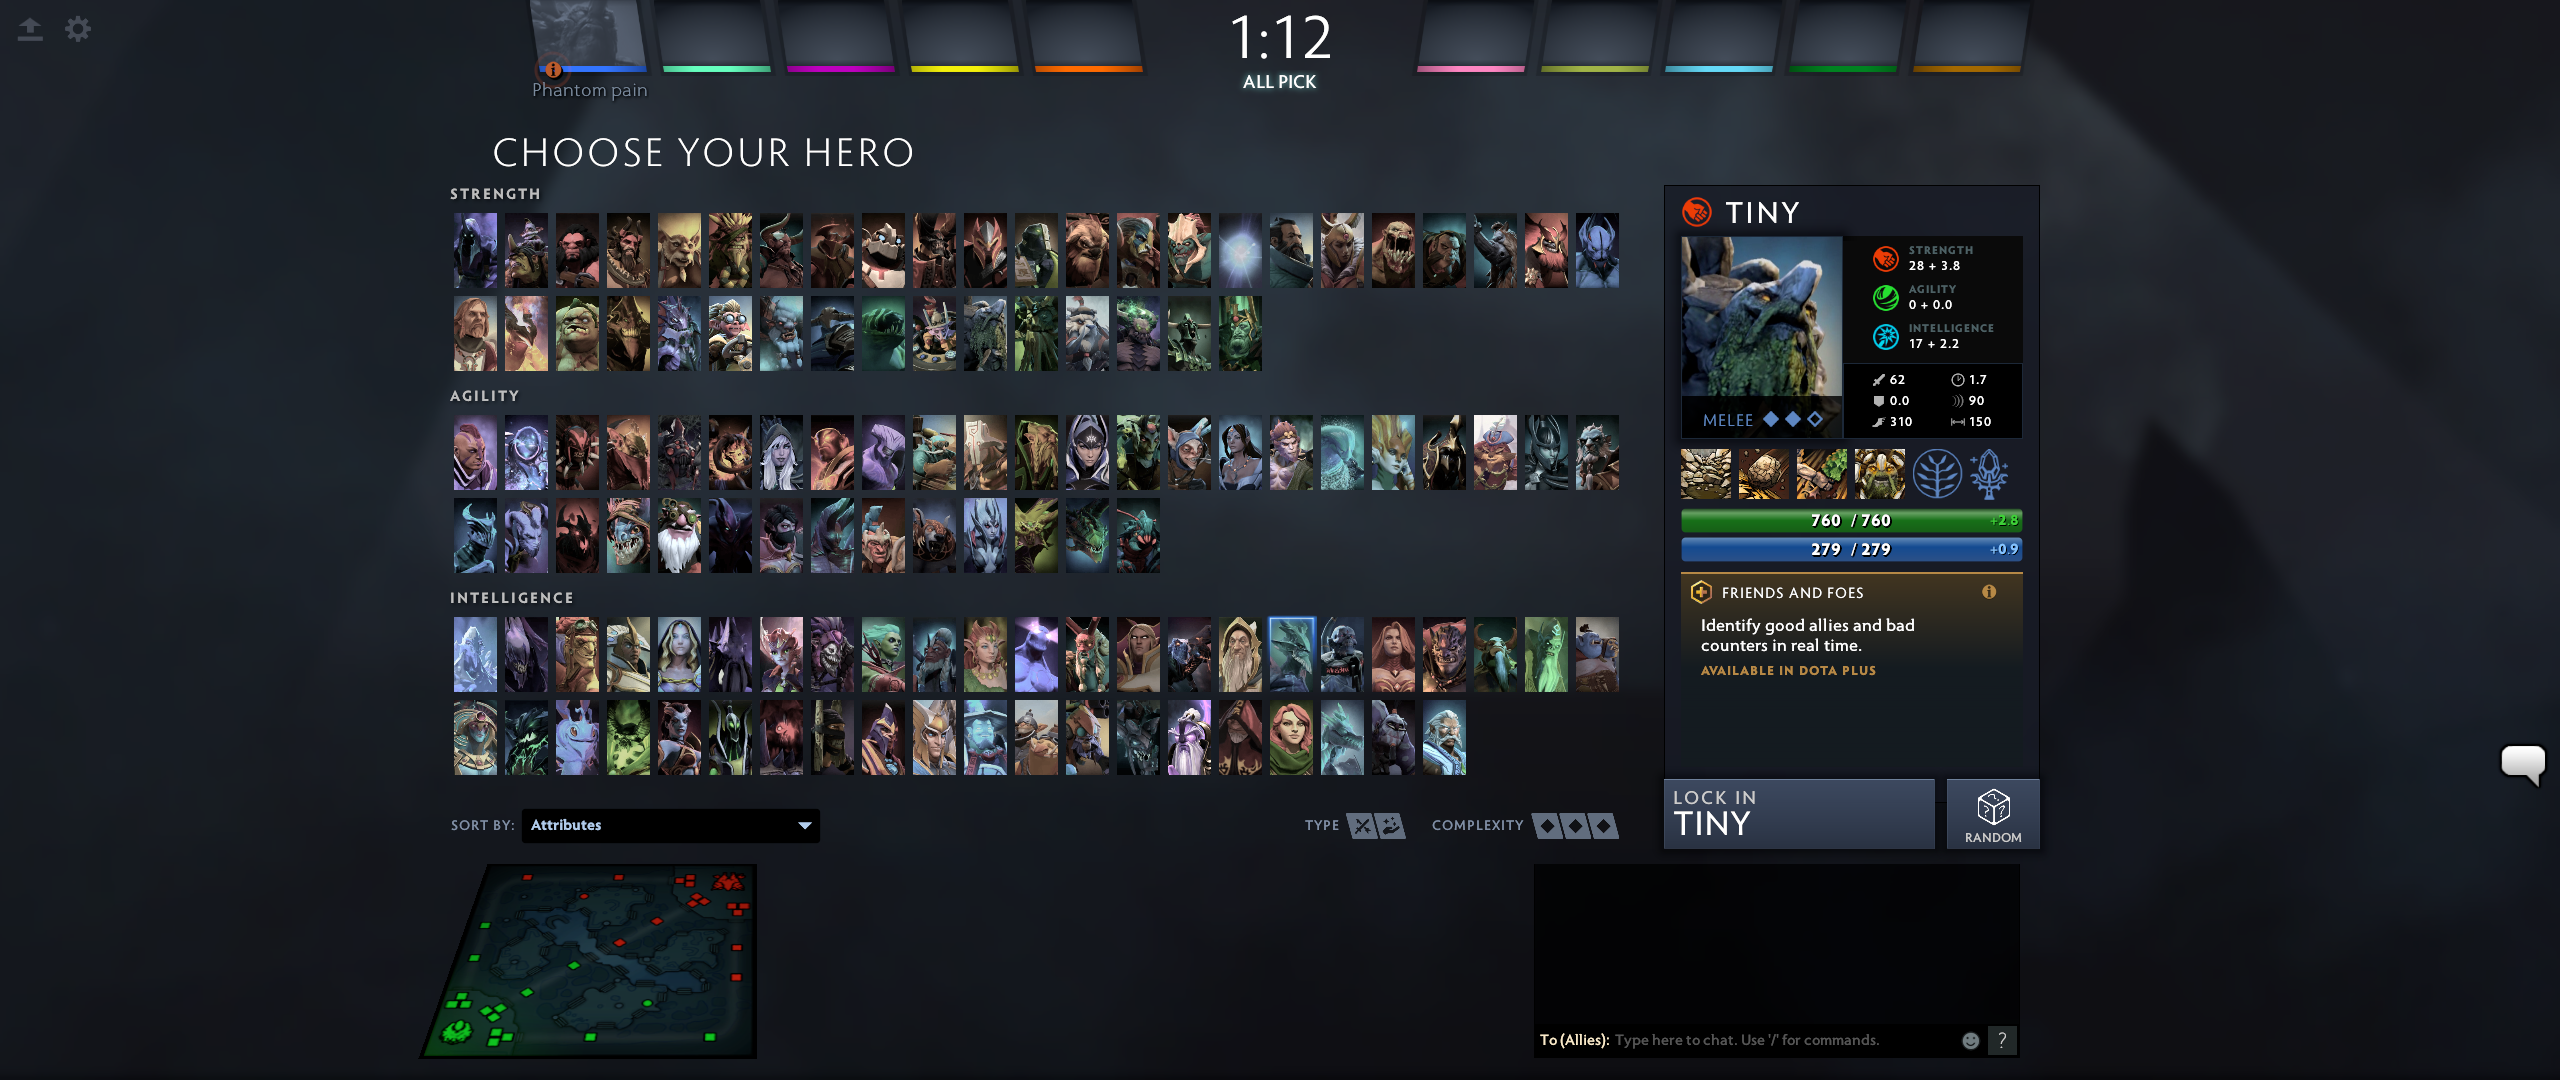 1:12
ALL PICK
Phantom pain
CHOOSE YOUR HERO
STRENGTH
AGILITY
INTELLIGENCE
SORT BY:
Attributes
TYPE
COMPLEXITY
TINY
STRENGTH
28 + 3.8
AGILITY
0 + 0.0
INTELLIGENCE
17 + 2.2
MELEE
62
1.7
0.0
90
310
150
760 / 760
+2.8
279 / 279
+0.9
FRIENDS AND FOES
Identify good allies and bad
counters in real time.
AVAILABLE IN DOTA PLUS
LOCK IN
TINY
RANDOM
To (Allies): Type here to chat. Use '/' for commands.
?